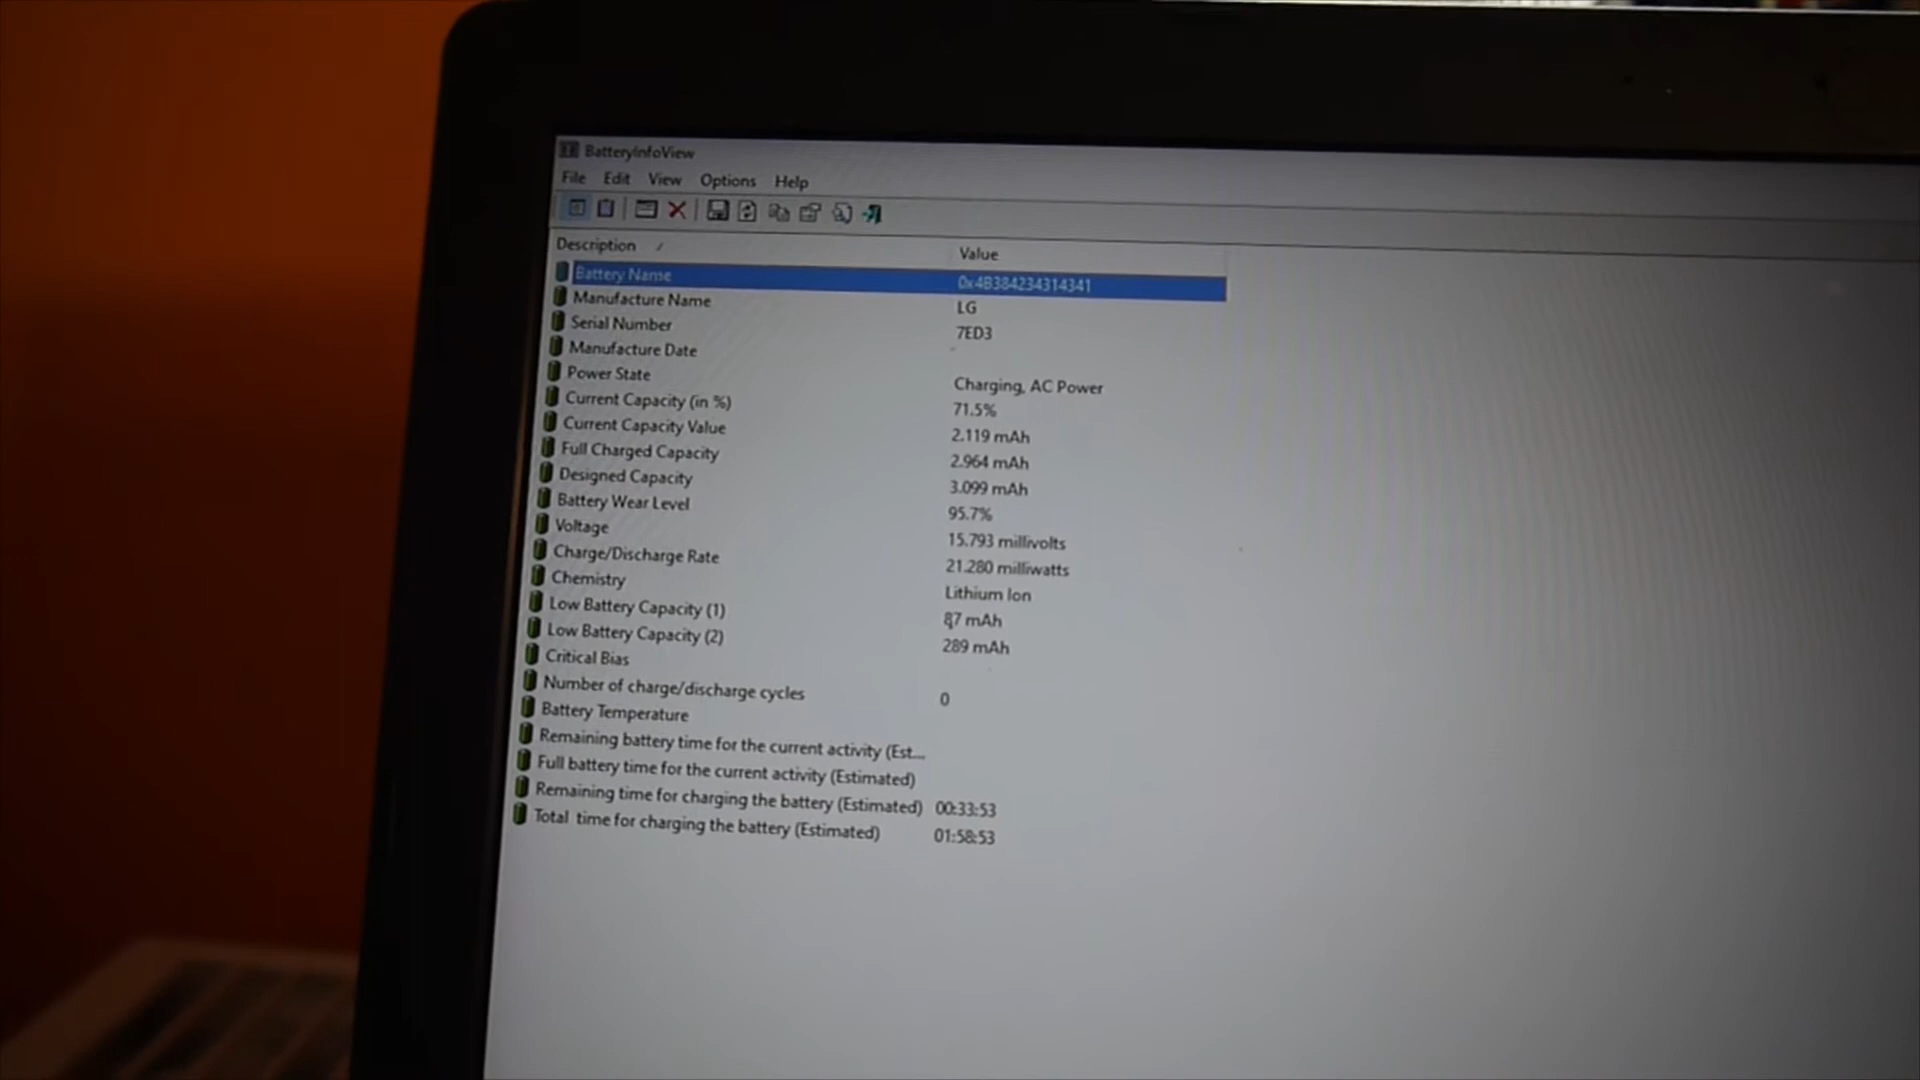 BatteryInfoView
File Edit View Options Help
Description Value
Battery Name 0x4B384234314341
Manufacture Name LG
Serial Number 7ED3
Manufacture Date
Power State Charging, AC Power
Current Capacity (in %) 71.5%
Current Capacity Value 2.119 mAh
Full Charged Capacity 2.964 mAh
Designed Capacity 3.099 mAh
Battery Wear Level 95.7%
Voltage 15.793 millivolts
Charge/Discharge Rate 21.280 milliwatts
Chemistry Lithium Ion
Low Battery Capacity (1) 87 mAh
Low Battery Capacity (2) 289 mAh
Critical Bias
Number of charge/discharge cycles 0
Battery Temperature
Remaining battery time for the current activity (Est...
Full battery time for the current activity (Estimated)
Remaining time for charging the battery (Estimated) 00:33:53
Total time for charging the battery (Estimated) 01:58:53